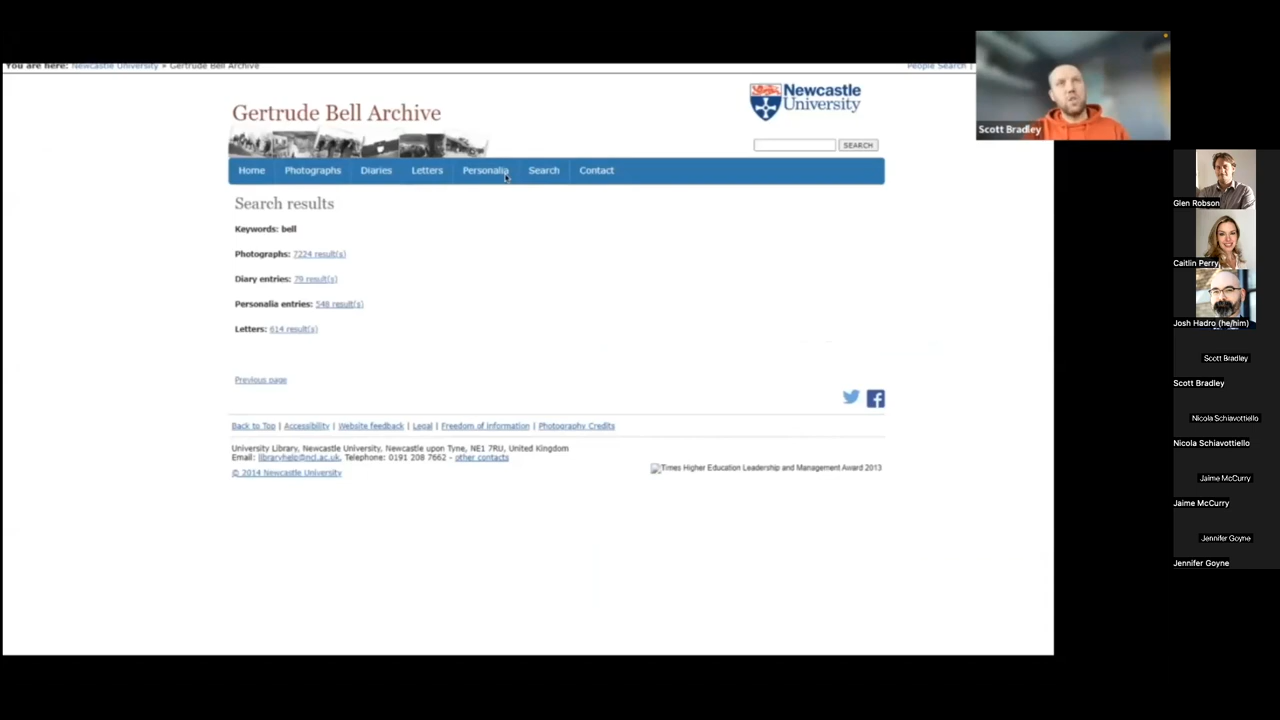 You are here: Newcastle University » Gertrude Bell Archive
People Search |
Gertrude Bell Archive
Newcastle University
SEARCH
Home Photographs Diaries Letters Personalia Search Contact
Search results
Keywords: bell
Photographs: 7224 result(s)
Diary entries: 79 result(s)
Personalia entries: 548 result(s)
Letters: 614 result(s)
Previous page
Back to Top | Accessibility | Website feedback | Legal | Freedom of information | Photography Credits
University Library, Newcastle University, Newcastle upon Tyne, NE1 7RU, United Kingdom
Email: libraryhelp@ncl.ac.uk, Telephone: 0191 208 7662 - other contacts
© 2014 Newcastle University
Times Higher Education Leadership and Management Award 2013
Scott Bradley
Glen Robson
Caitlin Perry
Josh Hadro (he/him)
Scott Bradley
Scott Bradley
Nicola Schiavottiello
Nicola Schiavottiello
Jaime McCurry
Jaime McCurry
Jennifer Goyne
Jennifer Goyne